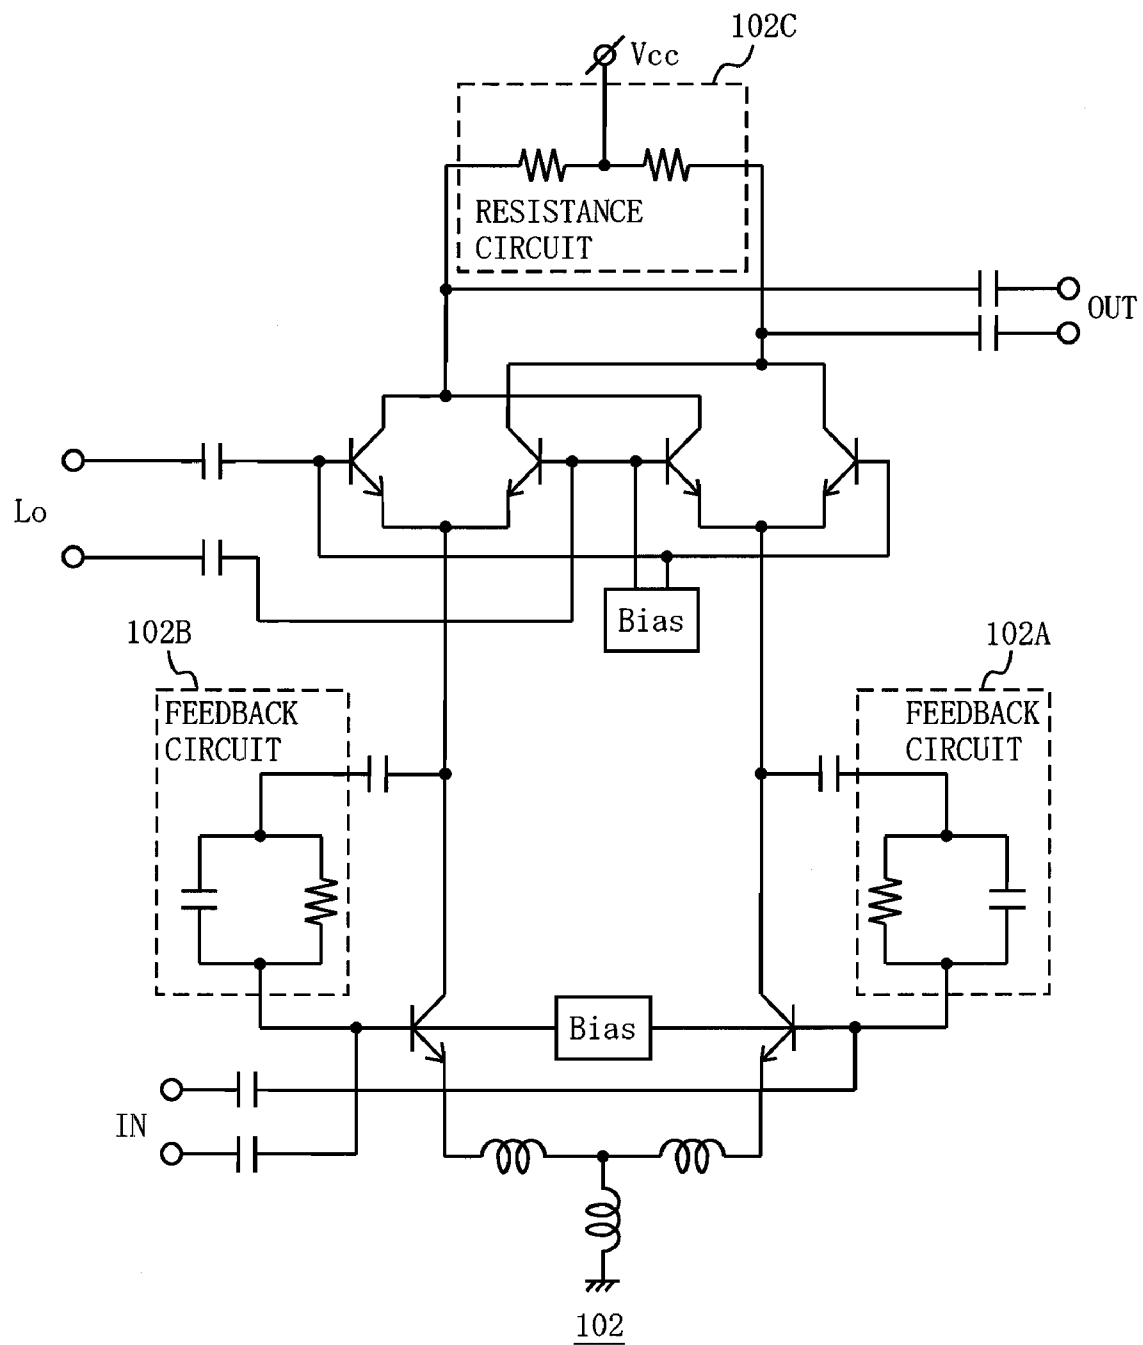 102C
Vcc
RESISTANCE
CIRCUIT
OUT
Lo
Bias
102B
102A
FEEDBACK
CIRCUIT
FEEDBACK
CIRCUIT
Bias
IN
102